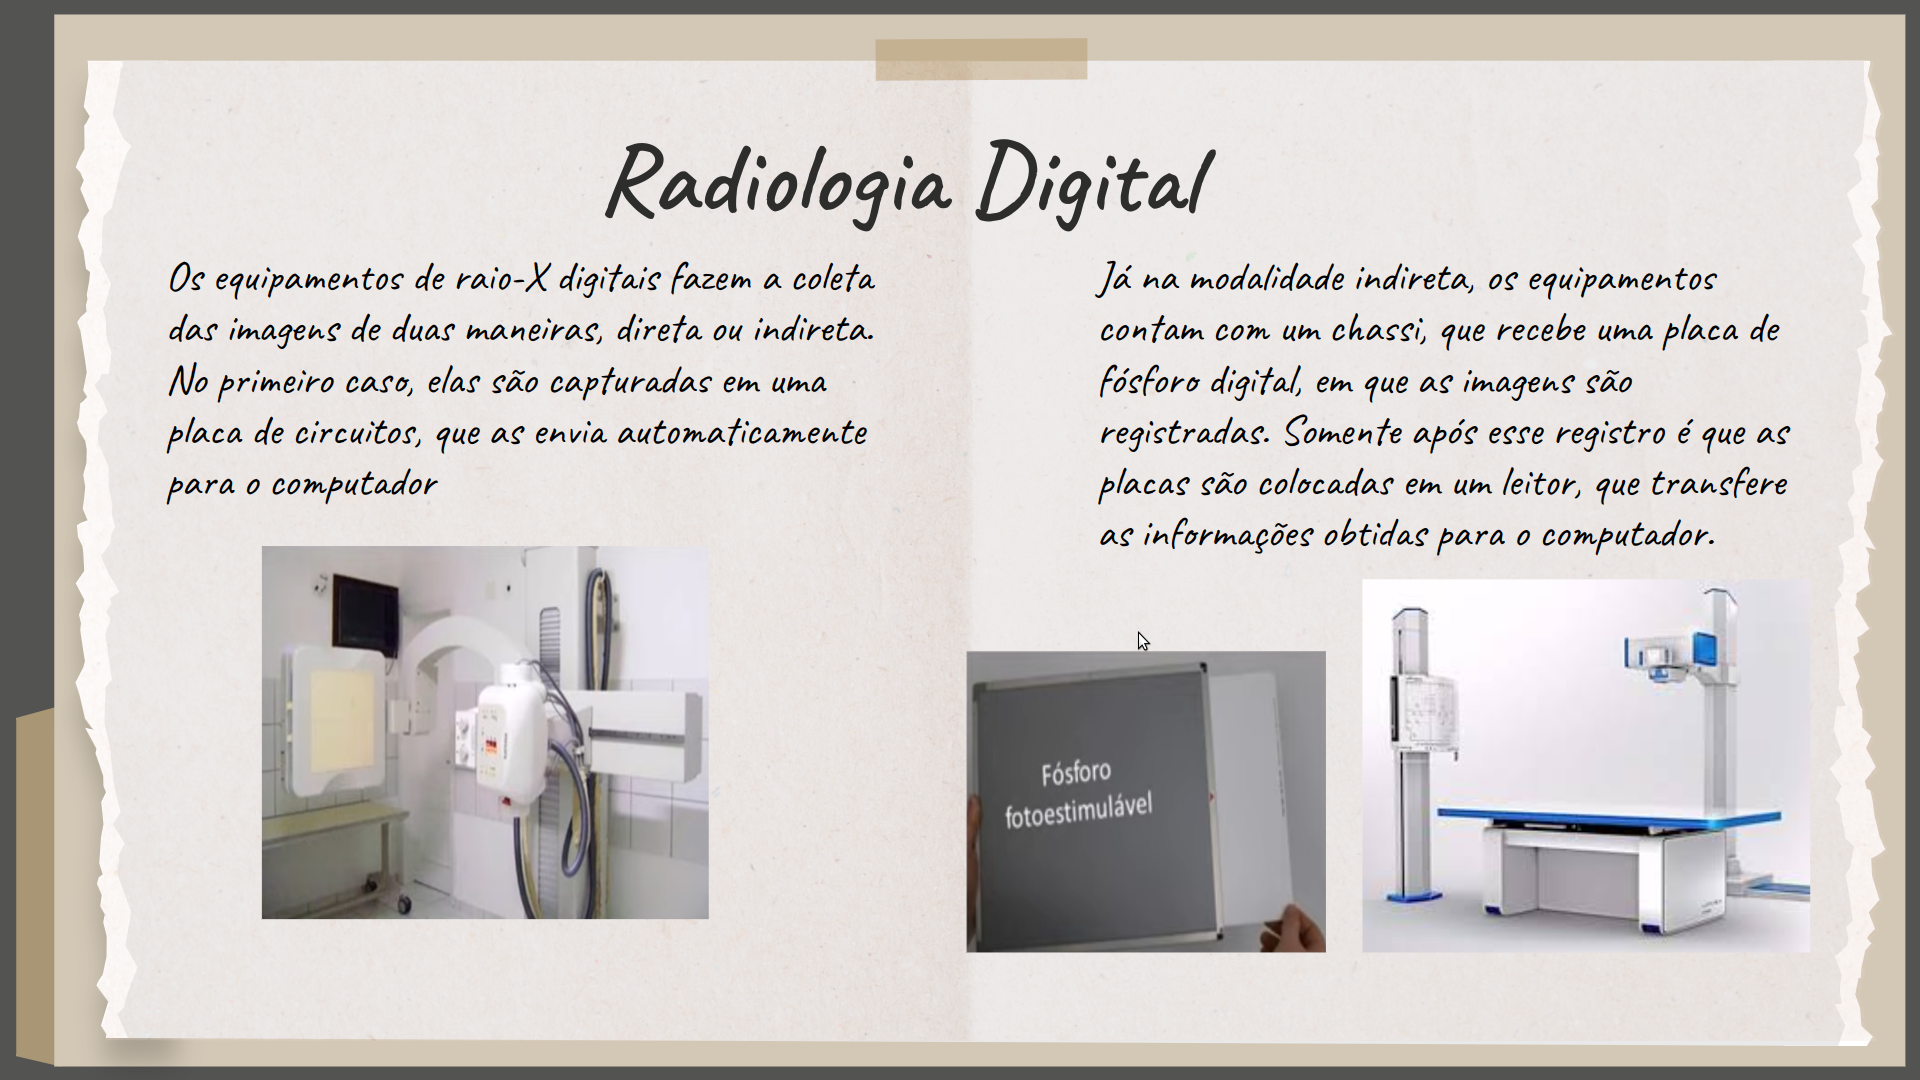 Radiologia Digital
Os equipamentos de raio-X digitais fazem a coleta
das imagens de duas maneiras, direta ou indireta.
No primeiro caso, elas são capturadas em uma
placa de circuitos, que as envia automaticamente
para o computador
Já na modalidade indireta, os equipamentos
contam com um chassi, que recebe uma placa de
fósforo digital, em que as imagens são
registradas. Somente após esse registro é que as
placas são colocadas em um leitor, que transfere
as informações obtidas para o computador.
Fósforo
fotoestimulável